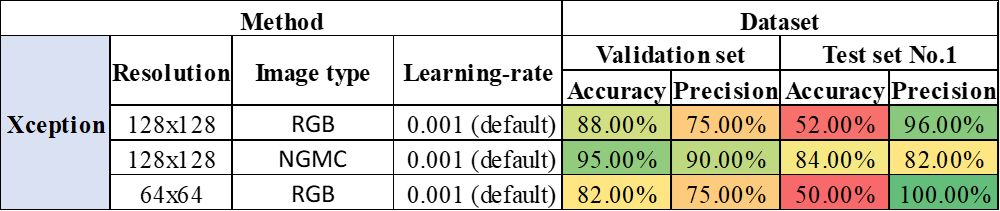 Method Dataset
Validation set Test set No.1
Resolution Image type Learning-rate
Accuracy Precision Accuracy Precision
Xception 128x128 RGB 0.001 (default) 88.00% 75.00% 52.00% 96.00%
128x128 NGMC 0.001 (default) 95.00% 90.00% 84.00% 82.00%
64x64 RGB 0.001 (default) 82.00% 75.00% 50.00% 100.00%